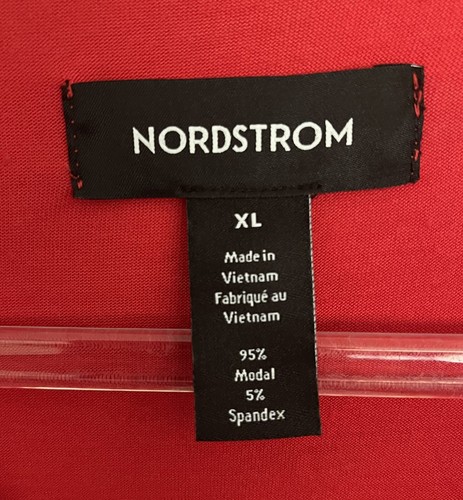 NORDSTROM
XL
Made in
Vietnam
Fabriqué au
Vietnam
95%
Modal
5%
Spandex